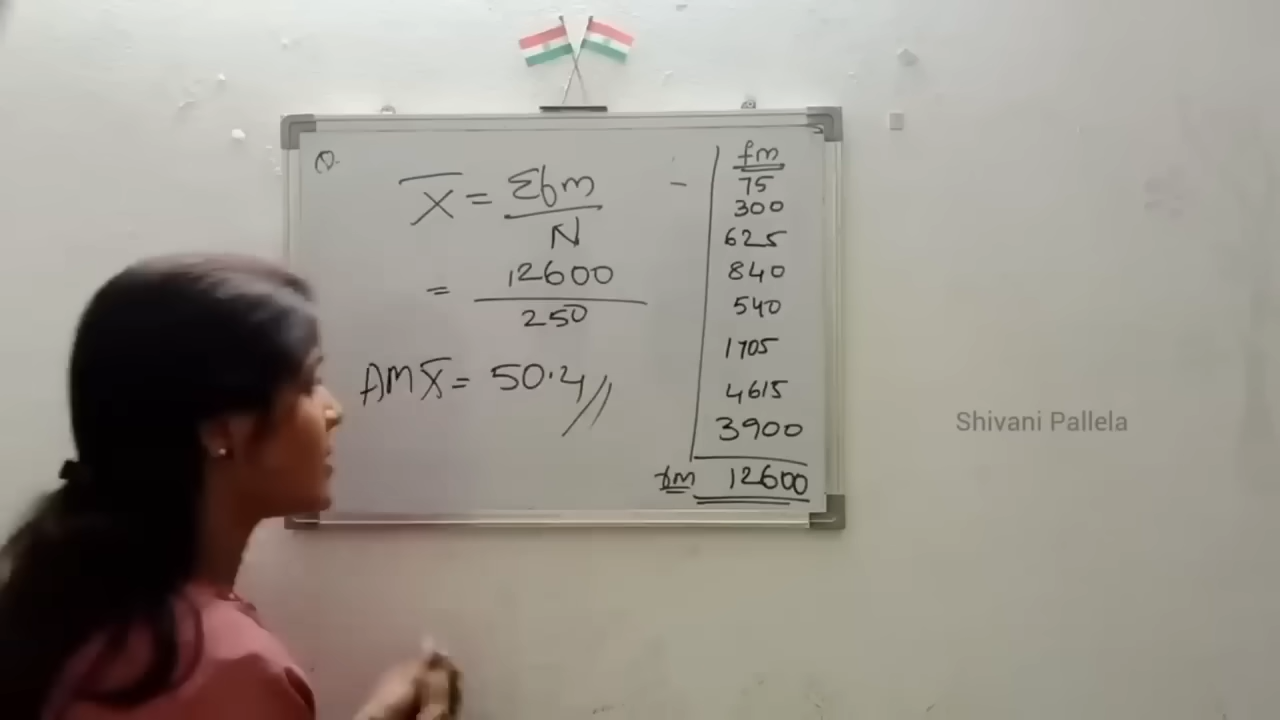 Q.
X̄ = Σfm
N
= 12600
250
AM X̄ = 50.4//
fm
75
300
625
840
540
1705
4615
3900
fm 12600
Shivani Pallela